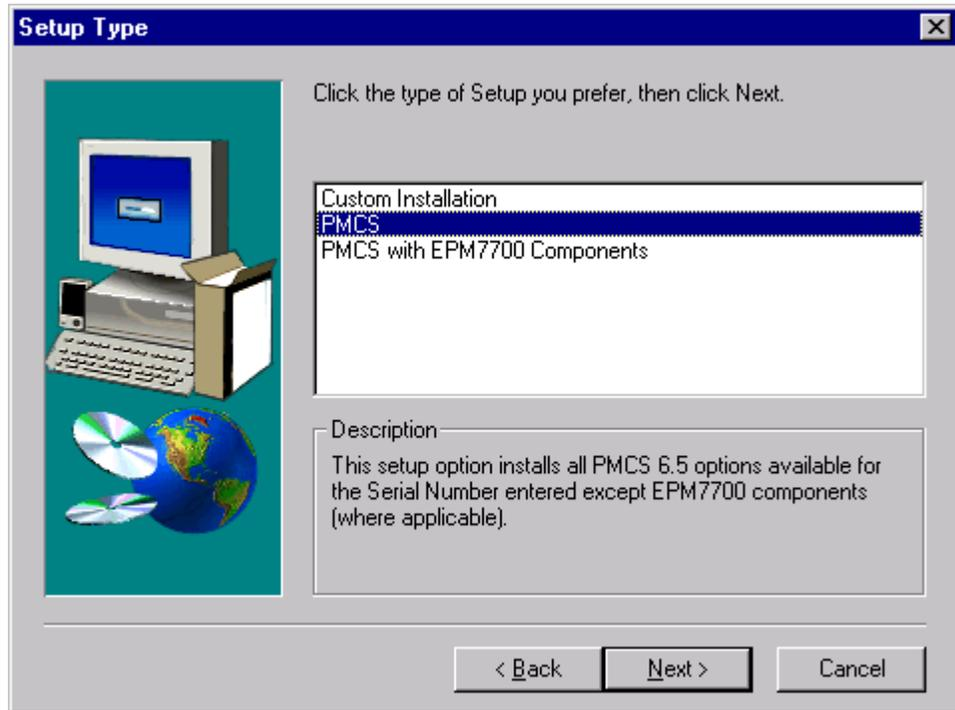 Setup Type
Click the type of Setup you prefer, then click Next.
Custom Installation
PMCS
PMCS with EPM7700 Components
Description
This setup option installs all PMCS 6.5 options available for
the Serial Number entered except EPM7700 components
(where applicable).
< Back
Next >
Cancel